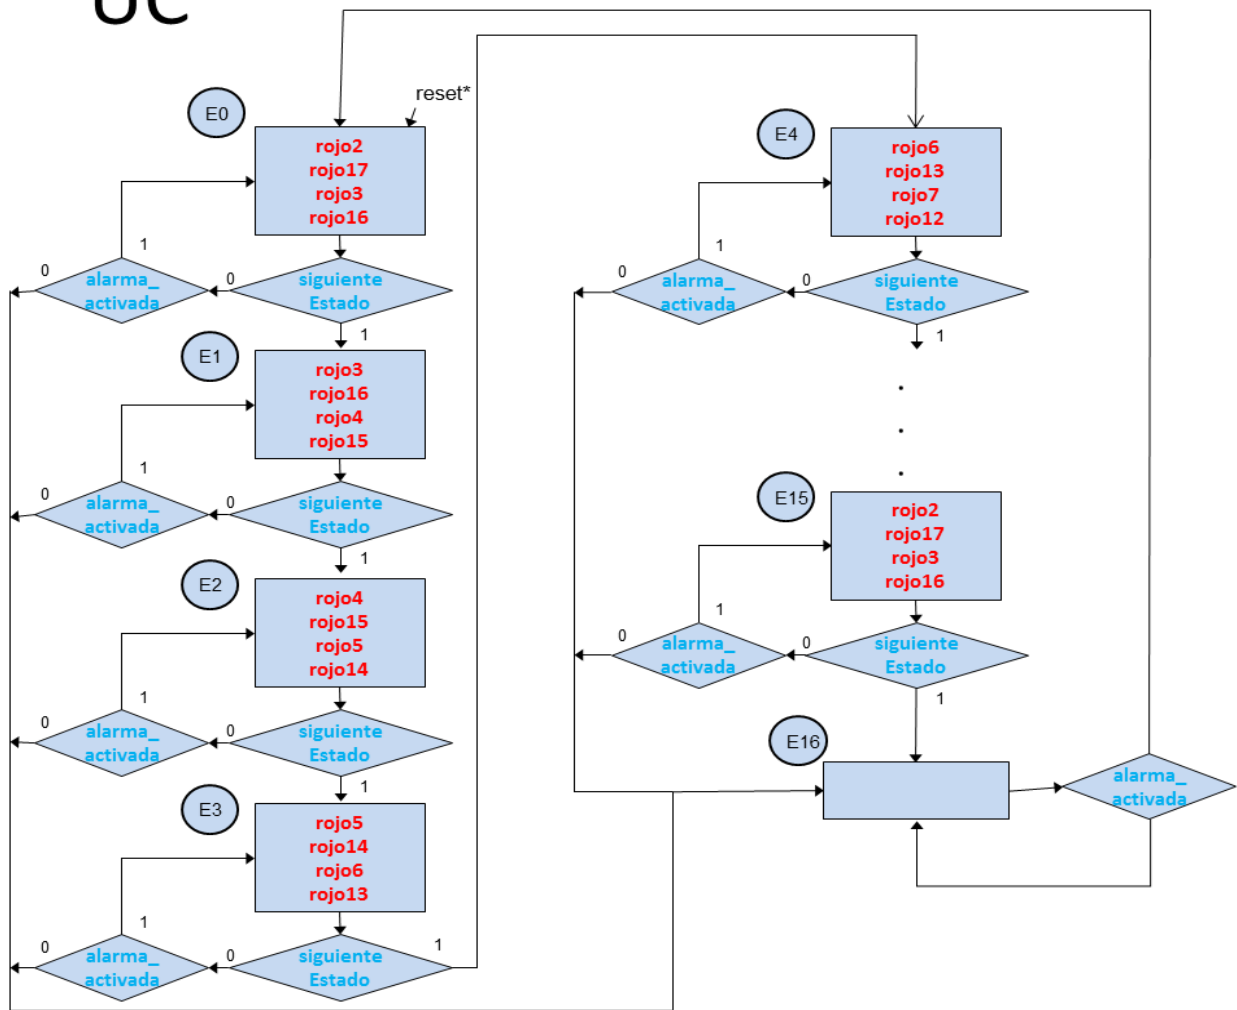 UC
reset*
E0
rojo2
rojo17
rojo3
rojo16
siguiente
Estado
0
1
alarma_
activada
0
1
E1
rojo3
rojo16
rojo4
rojo15
siguiente
Estado
0
1
alarma_
activada
0
1
E2
rojo4
rojo15
rojo5
rojo14
siguiente
Estado
0
1
alarma_
activada
0
1
E3
rojo5
rojo14
rojo6
rojo13
siguiente
Estado
0
1
alarma_
activada
0
1
E4
rojo6
rojo13
rojo7
rojo12
siguiente
Estado
0
1
alarma_
activada
0
1
.
.
.
E15
rojo2
rojo17
rojo3
rojo16
siguiente
Estado
0
1
alarma_
activada
0
1
E16
alarma_
activada